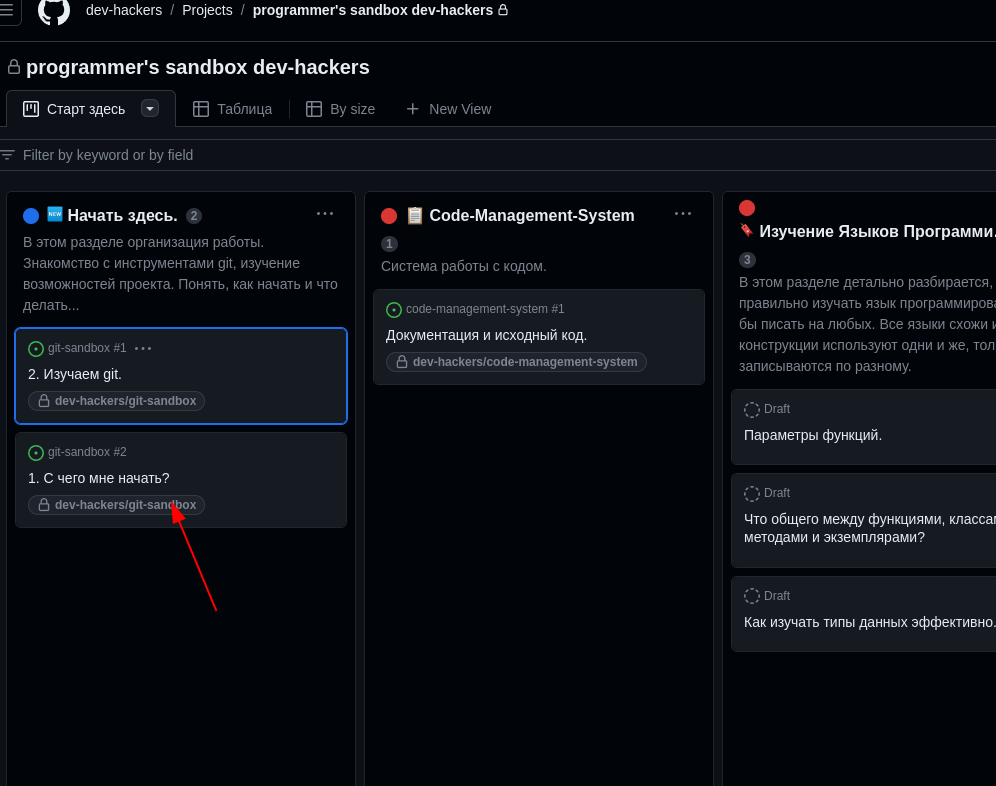 dev-hackers / Projects / programmer's sandbox dev-hackers
programmer's sandbox dev-hackers
Старт здесь
Таблица
By size
New View
Filter by keyword or by field
NEW Начать здесь. 2
В этом разделе организация работы.
Знакомство с инструментами git, изучение
возможностей проекта. Понять, как начать и что
делать...
git-sandbox #1
2. Изучаем git.
dev-hackers/git-sandbox
git-sandbox #2
1. С чего мне начать?
dev-hackers/git-sandbox
Code-Management-System
1
Система работы с кодом.
code-management-system #1
Документация и исходный код.
dev-hackers/code-management-system
Изучение Языков Программи.
3
В этом разделе детально разбирается,
правильно изучать язык программирова
бы писать на любых. Все языки схожи и
конструкции используют одни и же, тол
записываются по разному.
Draft
Параметры функций.
Draft
Что общего между функциями, классам
методами и экземплярами?
Draft
Как изучать типы данных эффективно.